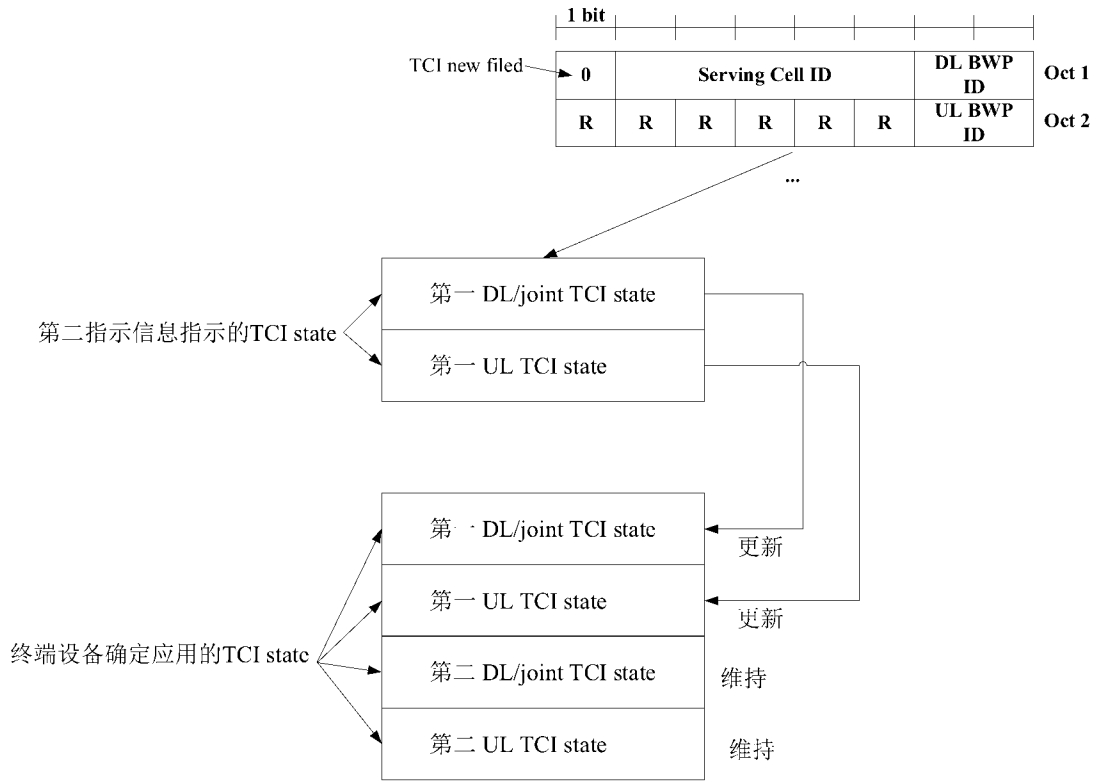 1 bit
TCI new filed
0
Serving Cell ID
DL BWP
ID
Oct 1
R
R
R
R
R
R
UL BWP
ID
Oct 2
...
第一 DL/joint TCI state
第二指示信息指示的TCI state
第一 UL TCI state
第一 DL/joint TCI state
更新
第一 UL TCI state
更新
终端设备确定应用的TCI state
第二 DL/joint TCI state
维持
第二 UL TCI state
维持